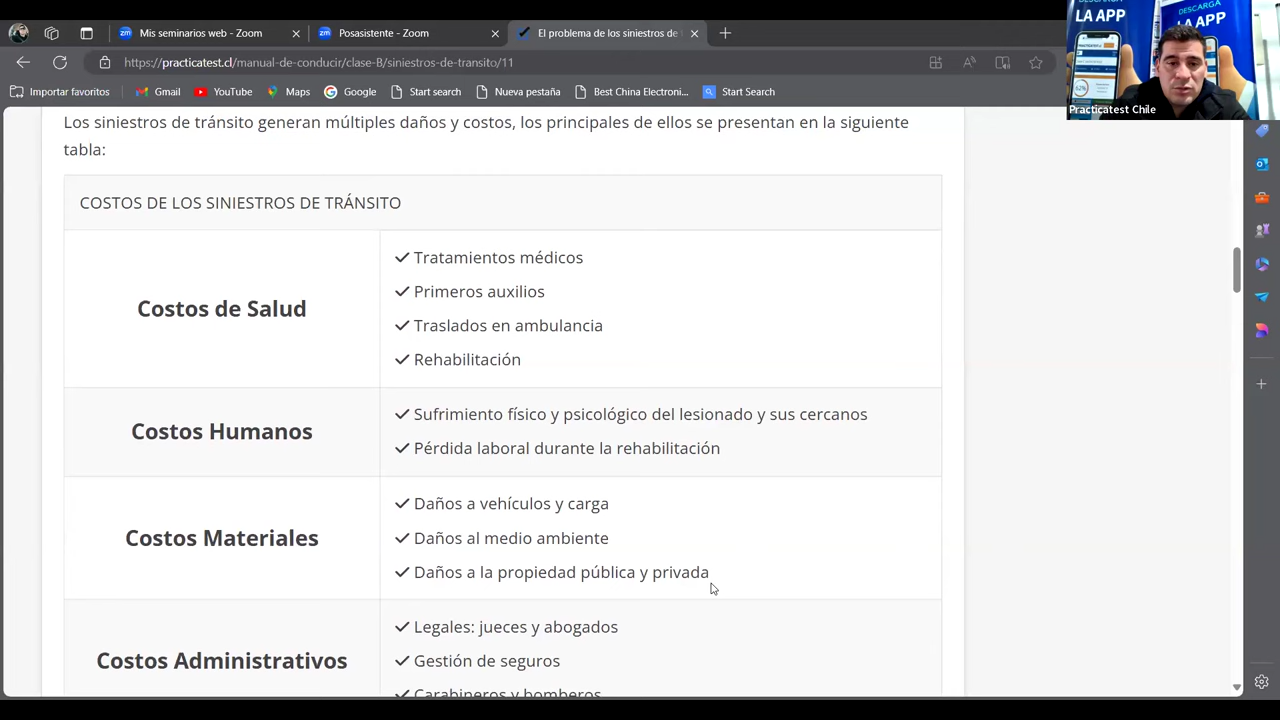 Mis seminarios web - Zoom
Posasistente - Zoom
El problema de los siniestros de
https://practicatest.cl/manual-de-conducir/clase-b/siniestros-de-transito/11
Importar favoritos
Gmail
YouTube
Maps
Google
Start search
Nueva pestaña
Best China Electroni...
Start Search
DESCARGA
LA APP
DESCARGA
LA APP
62%
Practicatest Chile
Los siniestros de tránsito generan múltiples daños y costos, los principales de ellos se presentan en la siguiente
tabla:
COSTOS DE LOS SINIESTROS DE TRÁNSITO
Costos de Salud
Tratamientos médicos
Primeros auxilios
Traslados en ambulancia
Rehabilitación
Costos Humanos
Sufrimiento físico y psicológico del lesionado y sus cercanos
Pérdida laboral durante la rehabilitación
Costos Materiales
Daños a vehículos y carga
Daños al medio ambiente
Daños a la propiedad pública y privada
Costos Administrativos
Legales: jueces y abogados
Gestión de seguros
Carabineros y bomberos